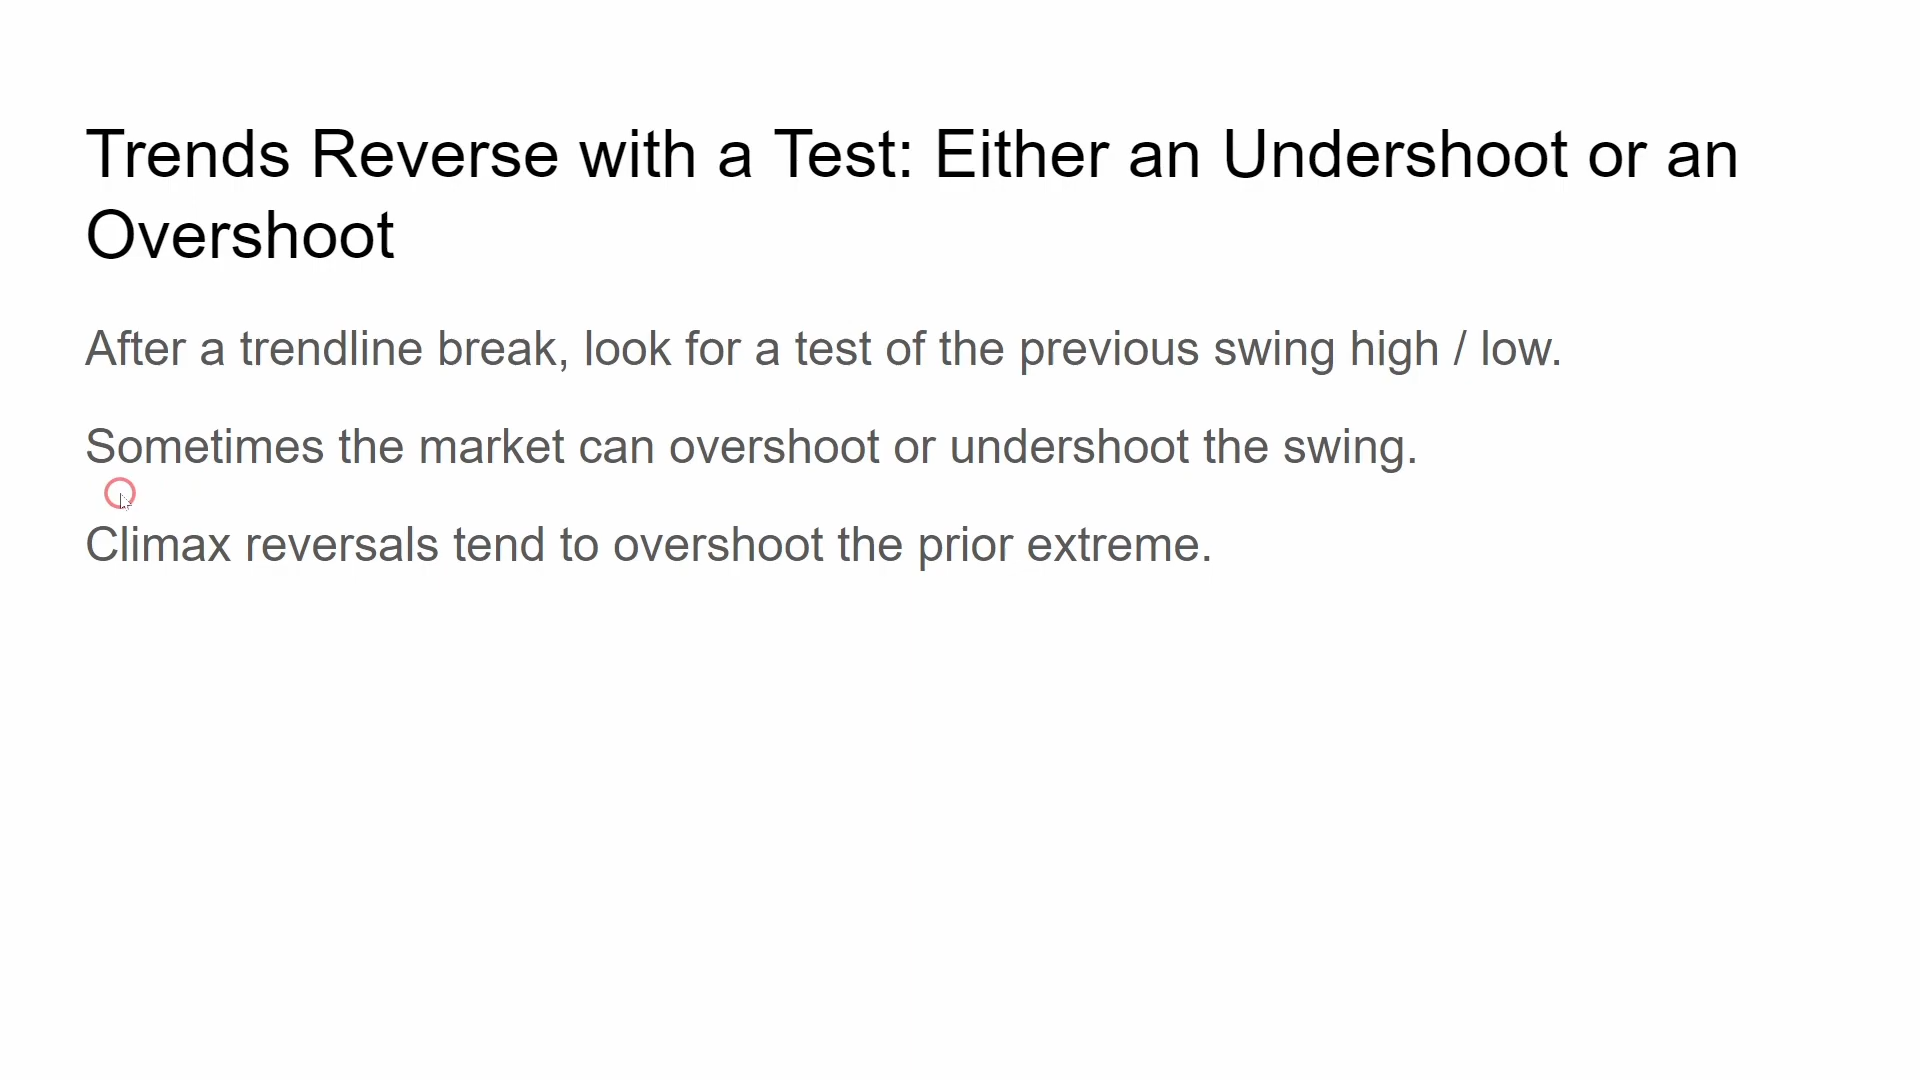 Trends Reverse with a Test: Either an Undershoot or an
Overshoot
After a trendline break, look for a test of the previous swing high / low.
Sometimes the market can overshoot or undershoot the swing.
Climax reversals tend to overshoot the prior extreme.